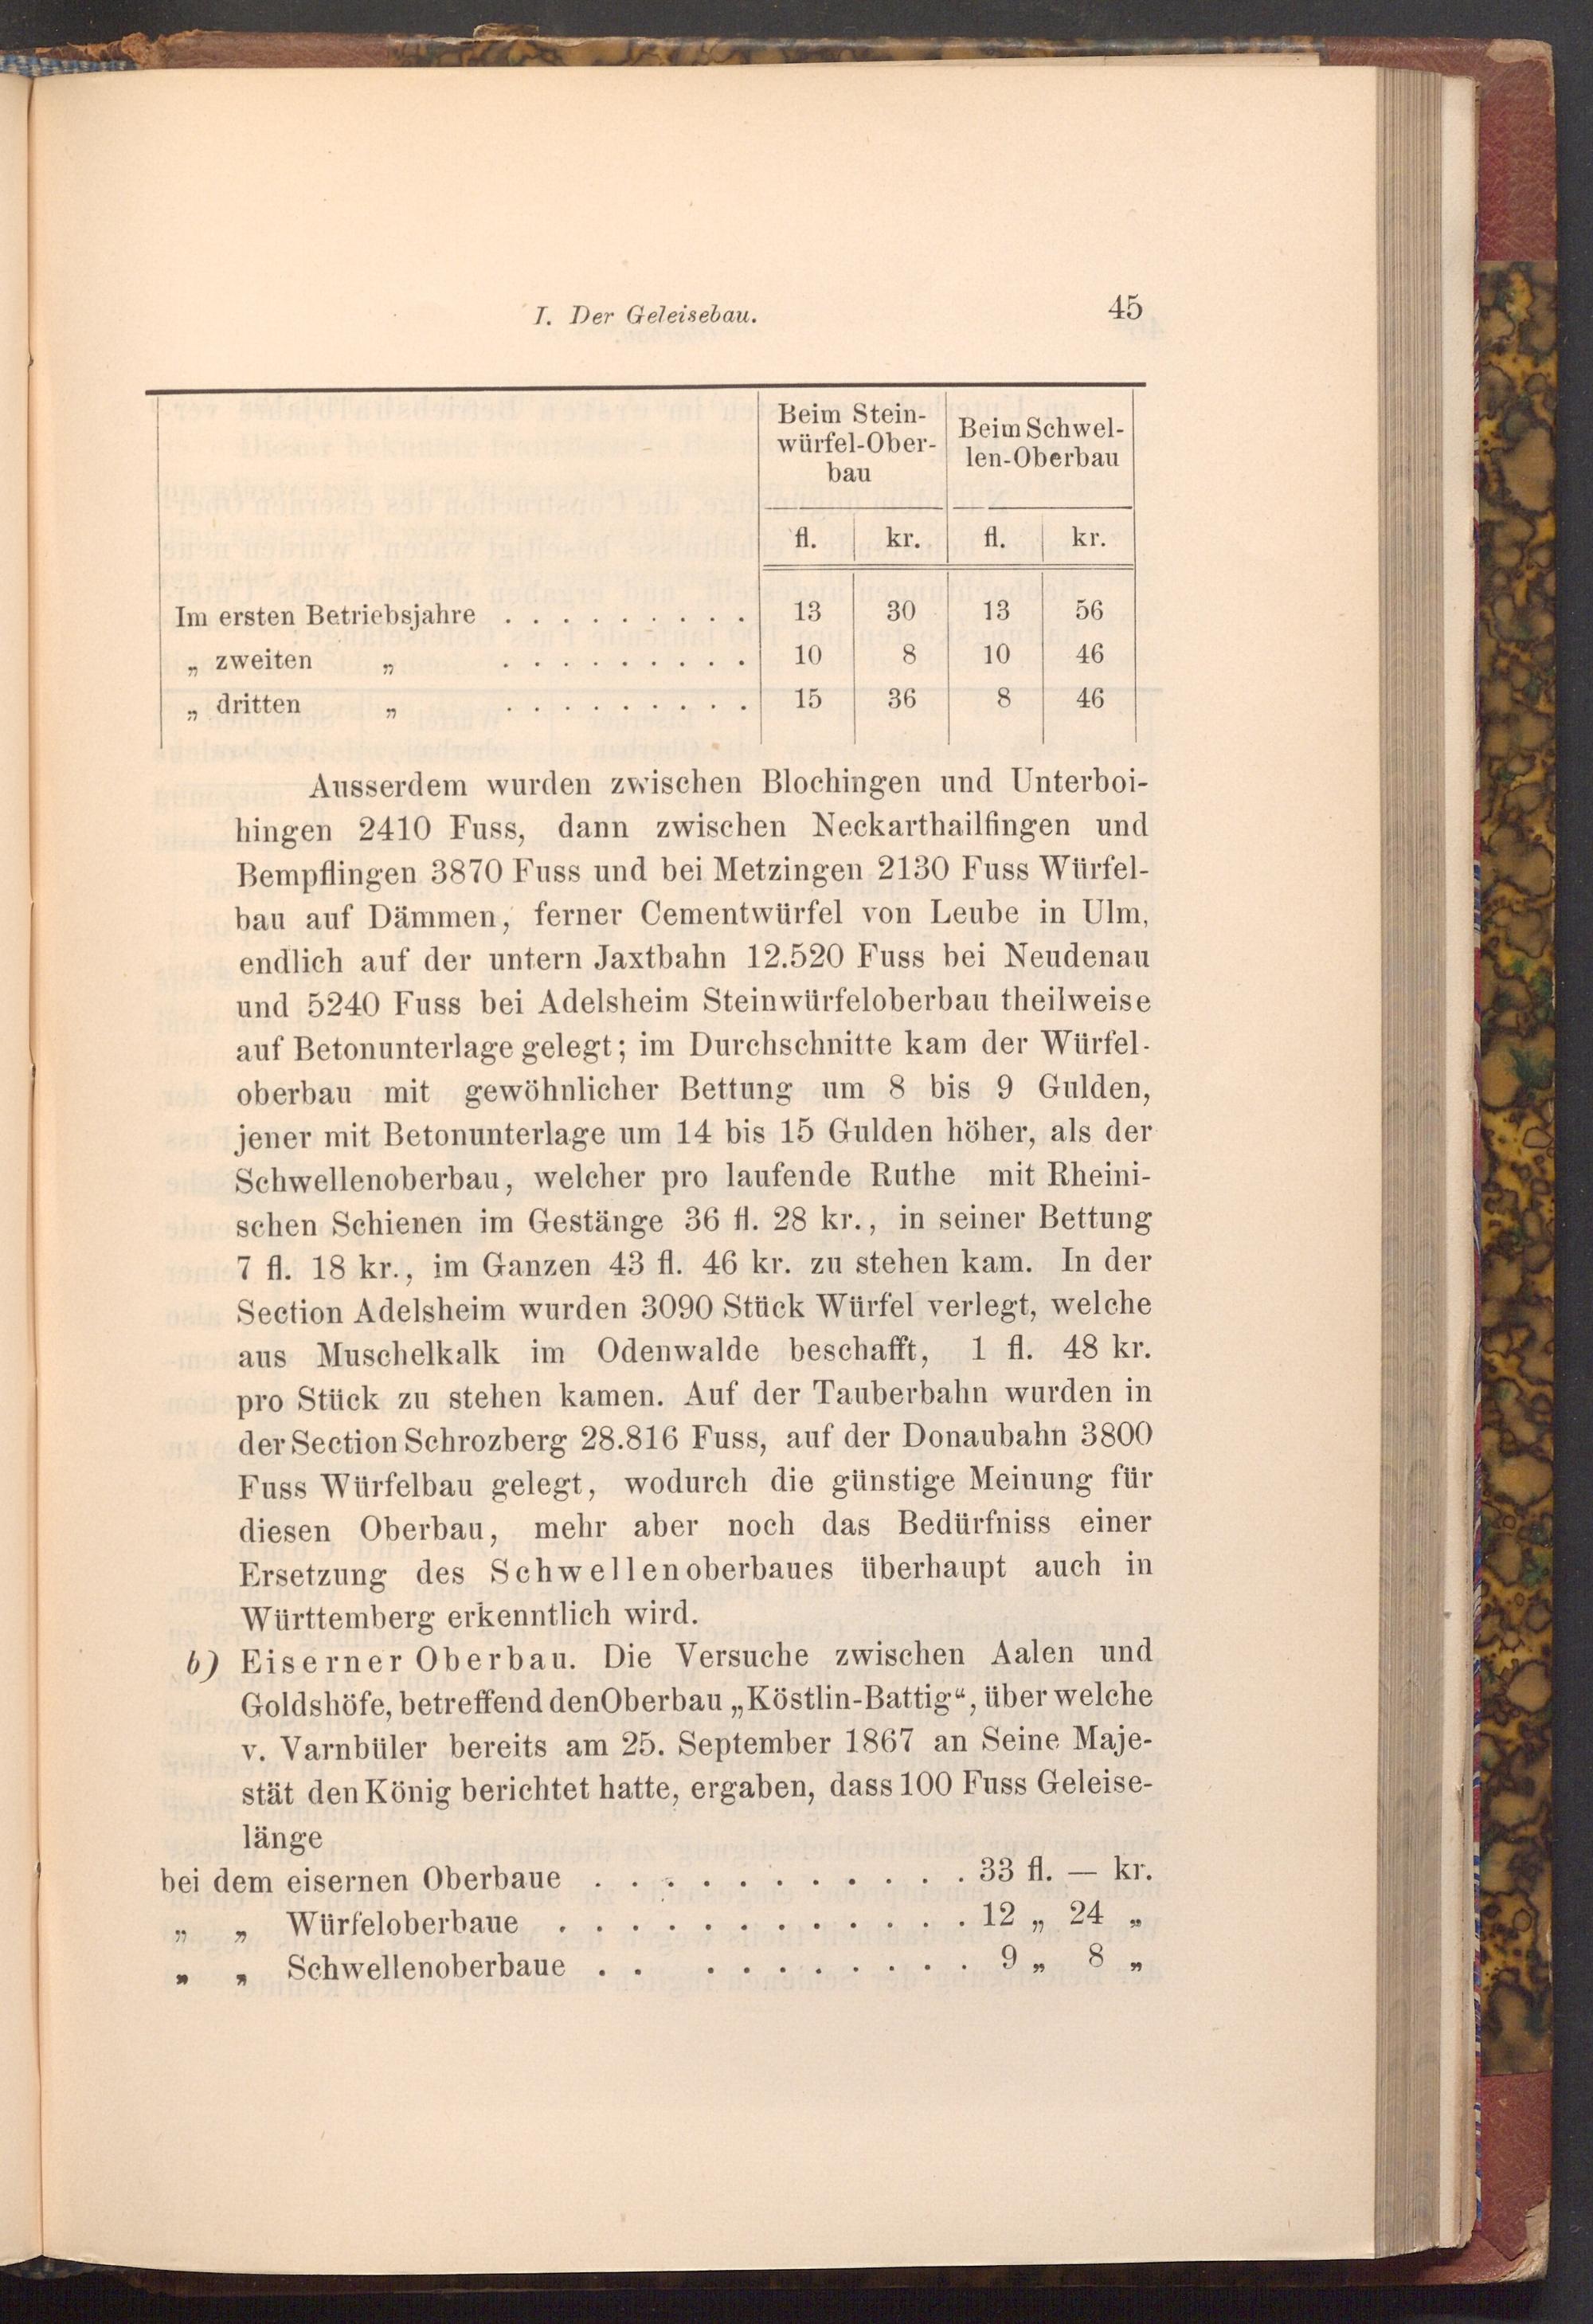 I. Der Geleisebau.
45
Beim Stein-
würfel-Ober-
bau
Beim Schwel-
len-Oberbau
fl. kr. fl. kr.
Im ersten Betriebsjahre . . . . . . . . . 13 30 13 56
„ zweiten „ . . . . . . . . . 10 8 10 46
„ dritten „ . . . . . . . . . 15 36 8 46
Ausserdem wurden zwischen Blochingen und Unterboi-
hingen 2410 Fuss, dann zwischen Neckarthailfingen und
Bempflingen 3870 Fuss und bei Metzingen 2130 Fuss Würfel-
bau auf Dämmen, ferner Cementwürfel von Leube in Ulm,
endlich auf der untern Jaxtbahn 12.520 Fuss bei Neudenau
und 5240 Fuss bei Adelsheim Steinwürfeloberbau theilweise
auf Betonunterlage gelegt; im Durchschnitte kam der Würfel-
oberbau mit gewöhnlicher Bettung um 8 bis 9 Gulden,
jener mit Betonunterlage um 14 bis 15 Gulden höher, als der
Schwellenoberbau, welcher pro laufende Ruthe mit Rheini-
schen Schienen im Gestänge 36 fl. 28 kr., in seiner Bettung
7 fl. 18 kr., im Ganzen 43 fl. 46 kr. zu stehen kam. In der
Section Adelsheim wurden 3090 Stück Würfel verlegt, welche
aus Muschelkalk im Odenwalde beschafft, 1 fl. 48 kr.
pro Stück zu stehen kamen. Auf der Tauberbahn wurden in
der Section Schrozberg 28.816 Fuss, auf der Donaubahn 3800
Fuss Würfelbau gelegt, wodurch die günstige Meinung für
diesen Oberbau, mehr aber noch das Bedürfniss einer
Ersetzung des Schwellenoberbaues überhaupt auch in
Württemberg erkenntlich wird.
b) Eiserner Oberbau. Die Versuche zwischen Aalen und
Goldshöfe, betreffend den Oberbau „Köstlin-Battig“, über welche
v. Varnbüler bereits am 25. September 1867 an Seine Maje-
stät den König berichtet hatte, ergaben, dass 100 Fuss Geleise-
länge
bei dem eisernen Oberbaue . . . . . . . . . . . 33 fl. — kr.
„ „ Würfeloberbaue . . . . . . . . . . . . 12 „ 24 „
„ „ Schwellenoberbaue . . . . . . . . . . 9 „ 8 „